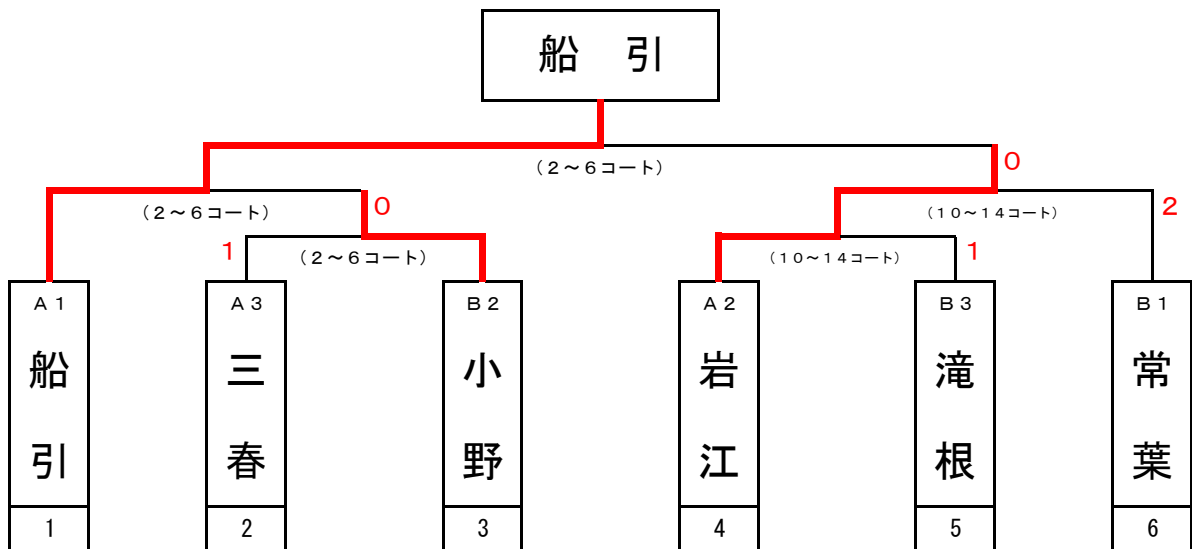 船 引
(2~6コート)
0
(2~6コート)
0
(10~14コート)
2
1
(2~6コート)
(10~14コート)
1
A1
船引
1
A3
三春
2
B2
小野
3
A2
岩江
4
B3
滝根
5
B1
常葉
6